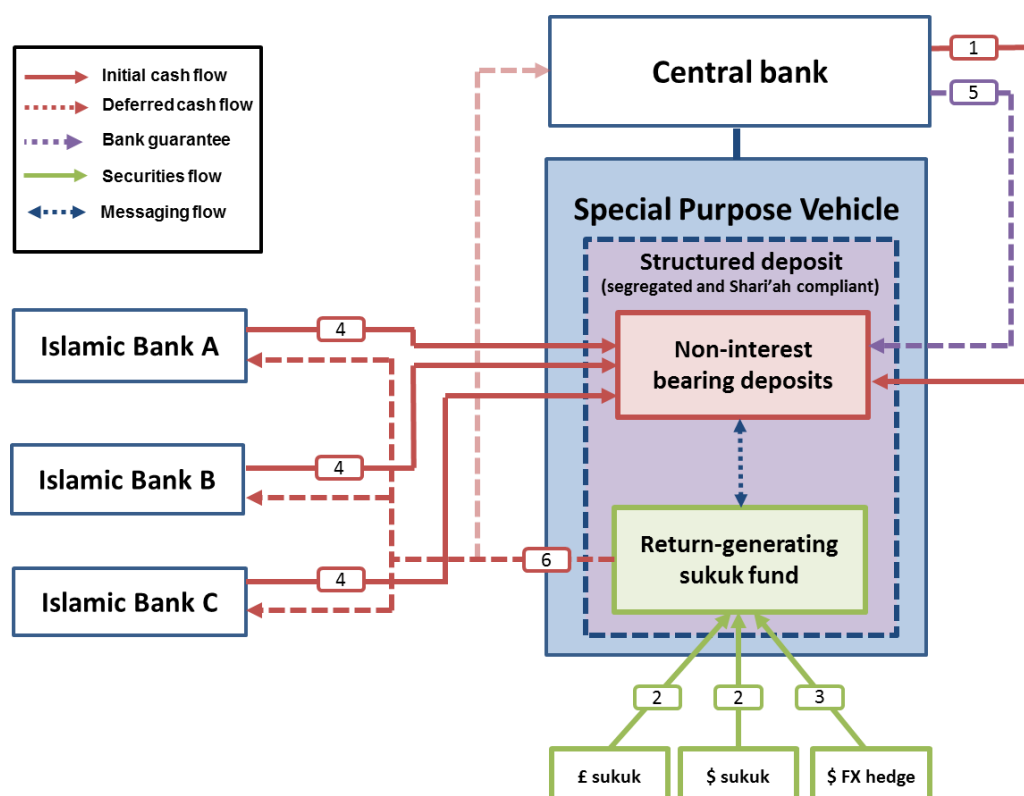 Initial cash flow
Deferred cash flow
Bank guarantee
Securities flow
Messaging flow
Central bank
1
5
Special Purpose Vehicle
Structured deposit
(segregated and Shari'ah compliant)
Non-interest
bearing deposits
Islamic Bank A
4
Islamic Bank B
4
Islamic Bank C
4
6
Return-generating
sukuk fund
2
2
3
£ sukuk
$ sukuk
$ FX hedge